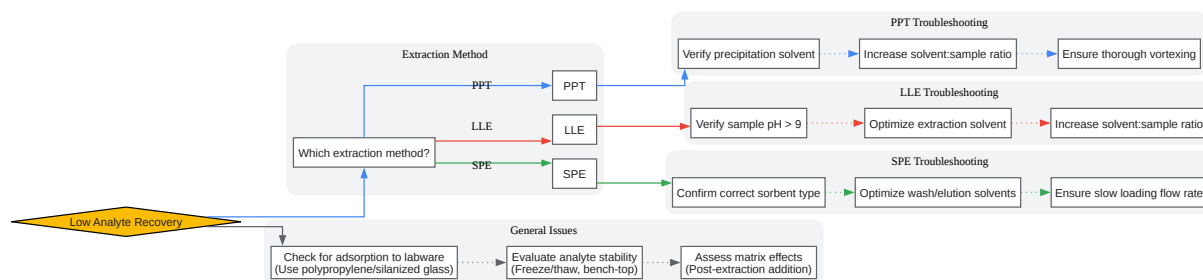 PPT Troubleshooting
Verify precipitation solvent
Increase solvent:sample ratio
Ensure thorough vortexing
Extraction Method
PPT
PPT
LLE
LLE
Which extraction method?
SPE
SPE
LLE Troubleshooting
Verify sample pH > 9
Optimize extraction solvent
Increase solvent:sample ratio
SPE Troubleshooting
Confirm correct sorbent type
Optimize wash/elution solvents
Ensure slow loading flow rate
Low Analyte Recovery
General Issues
Check for adsorption to labware
(Use polypropylene/silanized glass)
Evaluate analyte stability
(Freeze/thaw, bench-top)
Assess matrix effects
(Post-extraction addition)